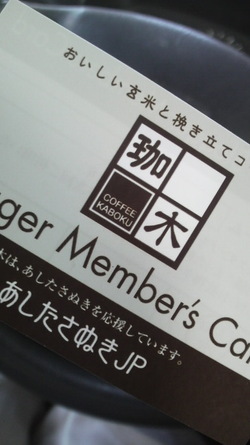 おいしい玄米と挽き立てコ
珈
COFFEE
KABOKU
木
ger Member's Ca
木は、あしたさぬきを応援しています。
あしたさぬきJP